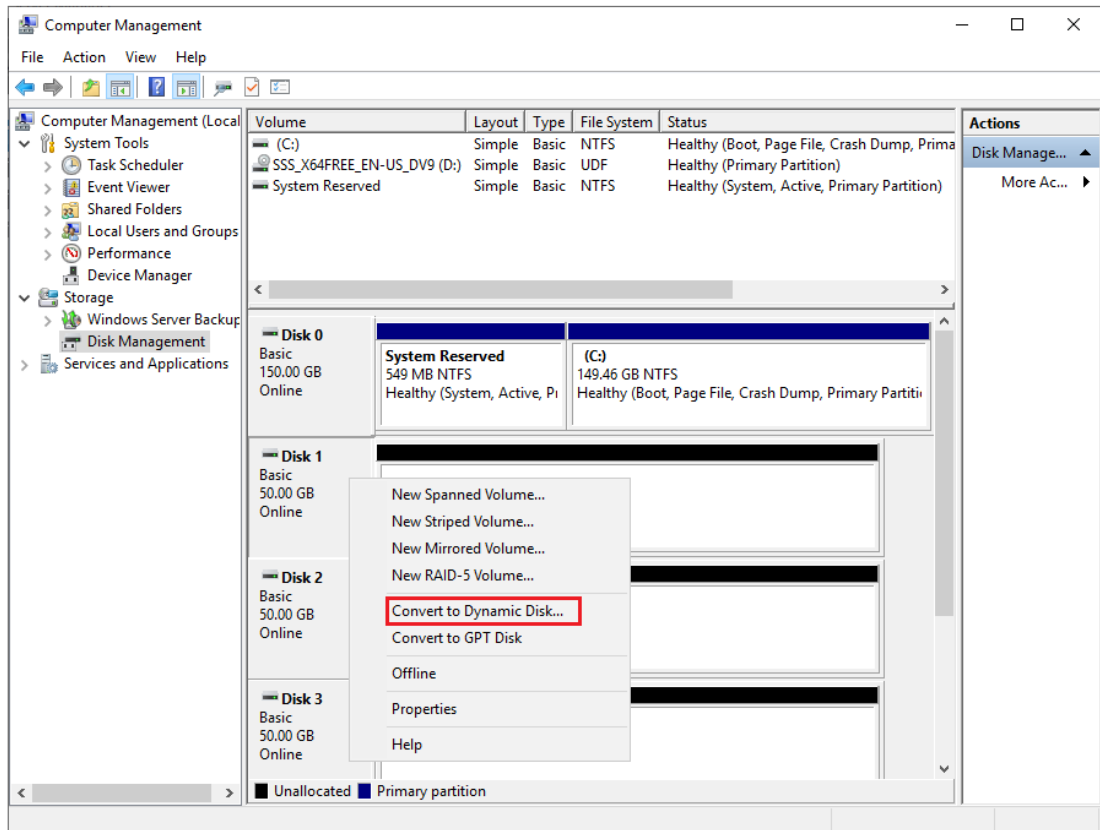 Computer Management
File Action View Help
Computer Management (Local
System Tools
Task Scheduler
Event Viewer
Shared Folders
Local Users and Groups
Performance
Device Manager
Storage
Windows Server Backup
Disk Management
Services and Applications
Volume Layout Type File System Status
(C:) Simple Basic NTFS Healthy (Boot, Page File, Crash Dump, Prima
SSS_X64FREE_EN-US_DV9 (D:) Simple Basic UDF Healthy (Primary Partition)
System Reserved Simple Basic NTFS Healthy (System, Active, Primary Partition)
Disk 0
Basic
150.00 GB
Online
System Reserved
549 MB NTFS
Healthy (System, Active, Pr
(C:)
149.46 GB NTFS
Healthy (Boot, Page File, Crash Dump, Primary Partiti
Disk 1
Basic
50.00 GB
Online
Disk 2
Basic
50.00 GB
Online
Disk 3
Basic
50.00 GB
Online
New Spanned Volume...
New Striped Volume...
New Mirrored Volume...
New RAID-5 Volume...
Convert to Dynamic Disk...
Convert to GPT Disk
Offline
Properties
Help
Unallocated Primary partition
Actions
Disk Manage...
More Ac...